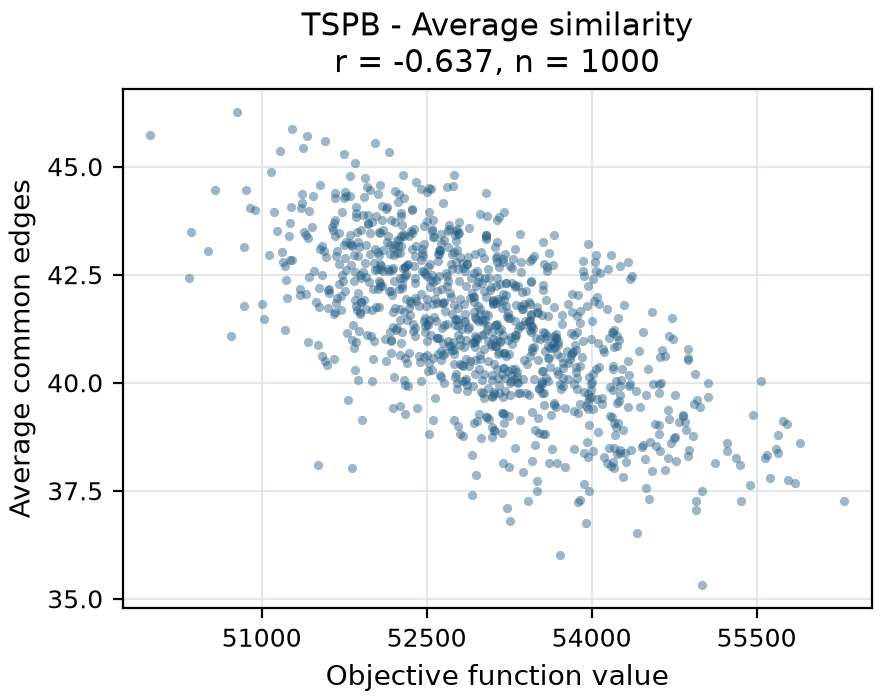 TSPB - Average similarity
r = -0.637, n = 1000
Average common edges
45.0
42.5
40.0
37.5
35.0
51000
52500
54000
55500
Objective function value